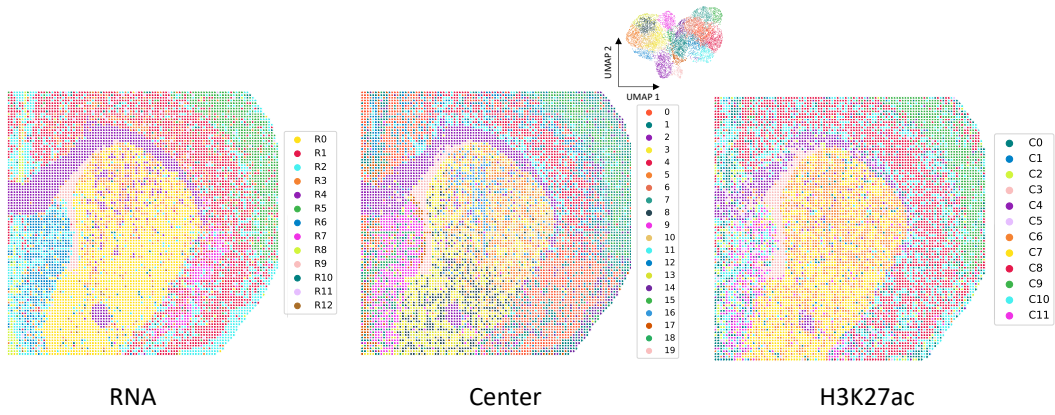 UMAP 2
UMAP 1
R0
R1
R2
R3
R4
R5
R6
R7
R8
R9
R10
R11
R12
0
1
2
3
4
5
6
7
8
9
10
11
12
13
14
15
16
17
18
19
C0
C1
C2
C3
C4
C5
C6
C7
C8
C9
C10
C11
RNA
Center
H3K27ac